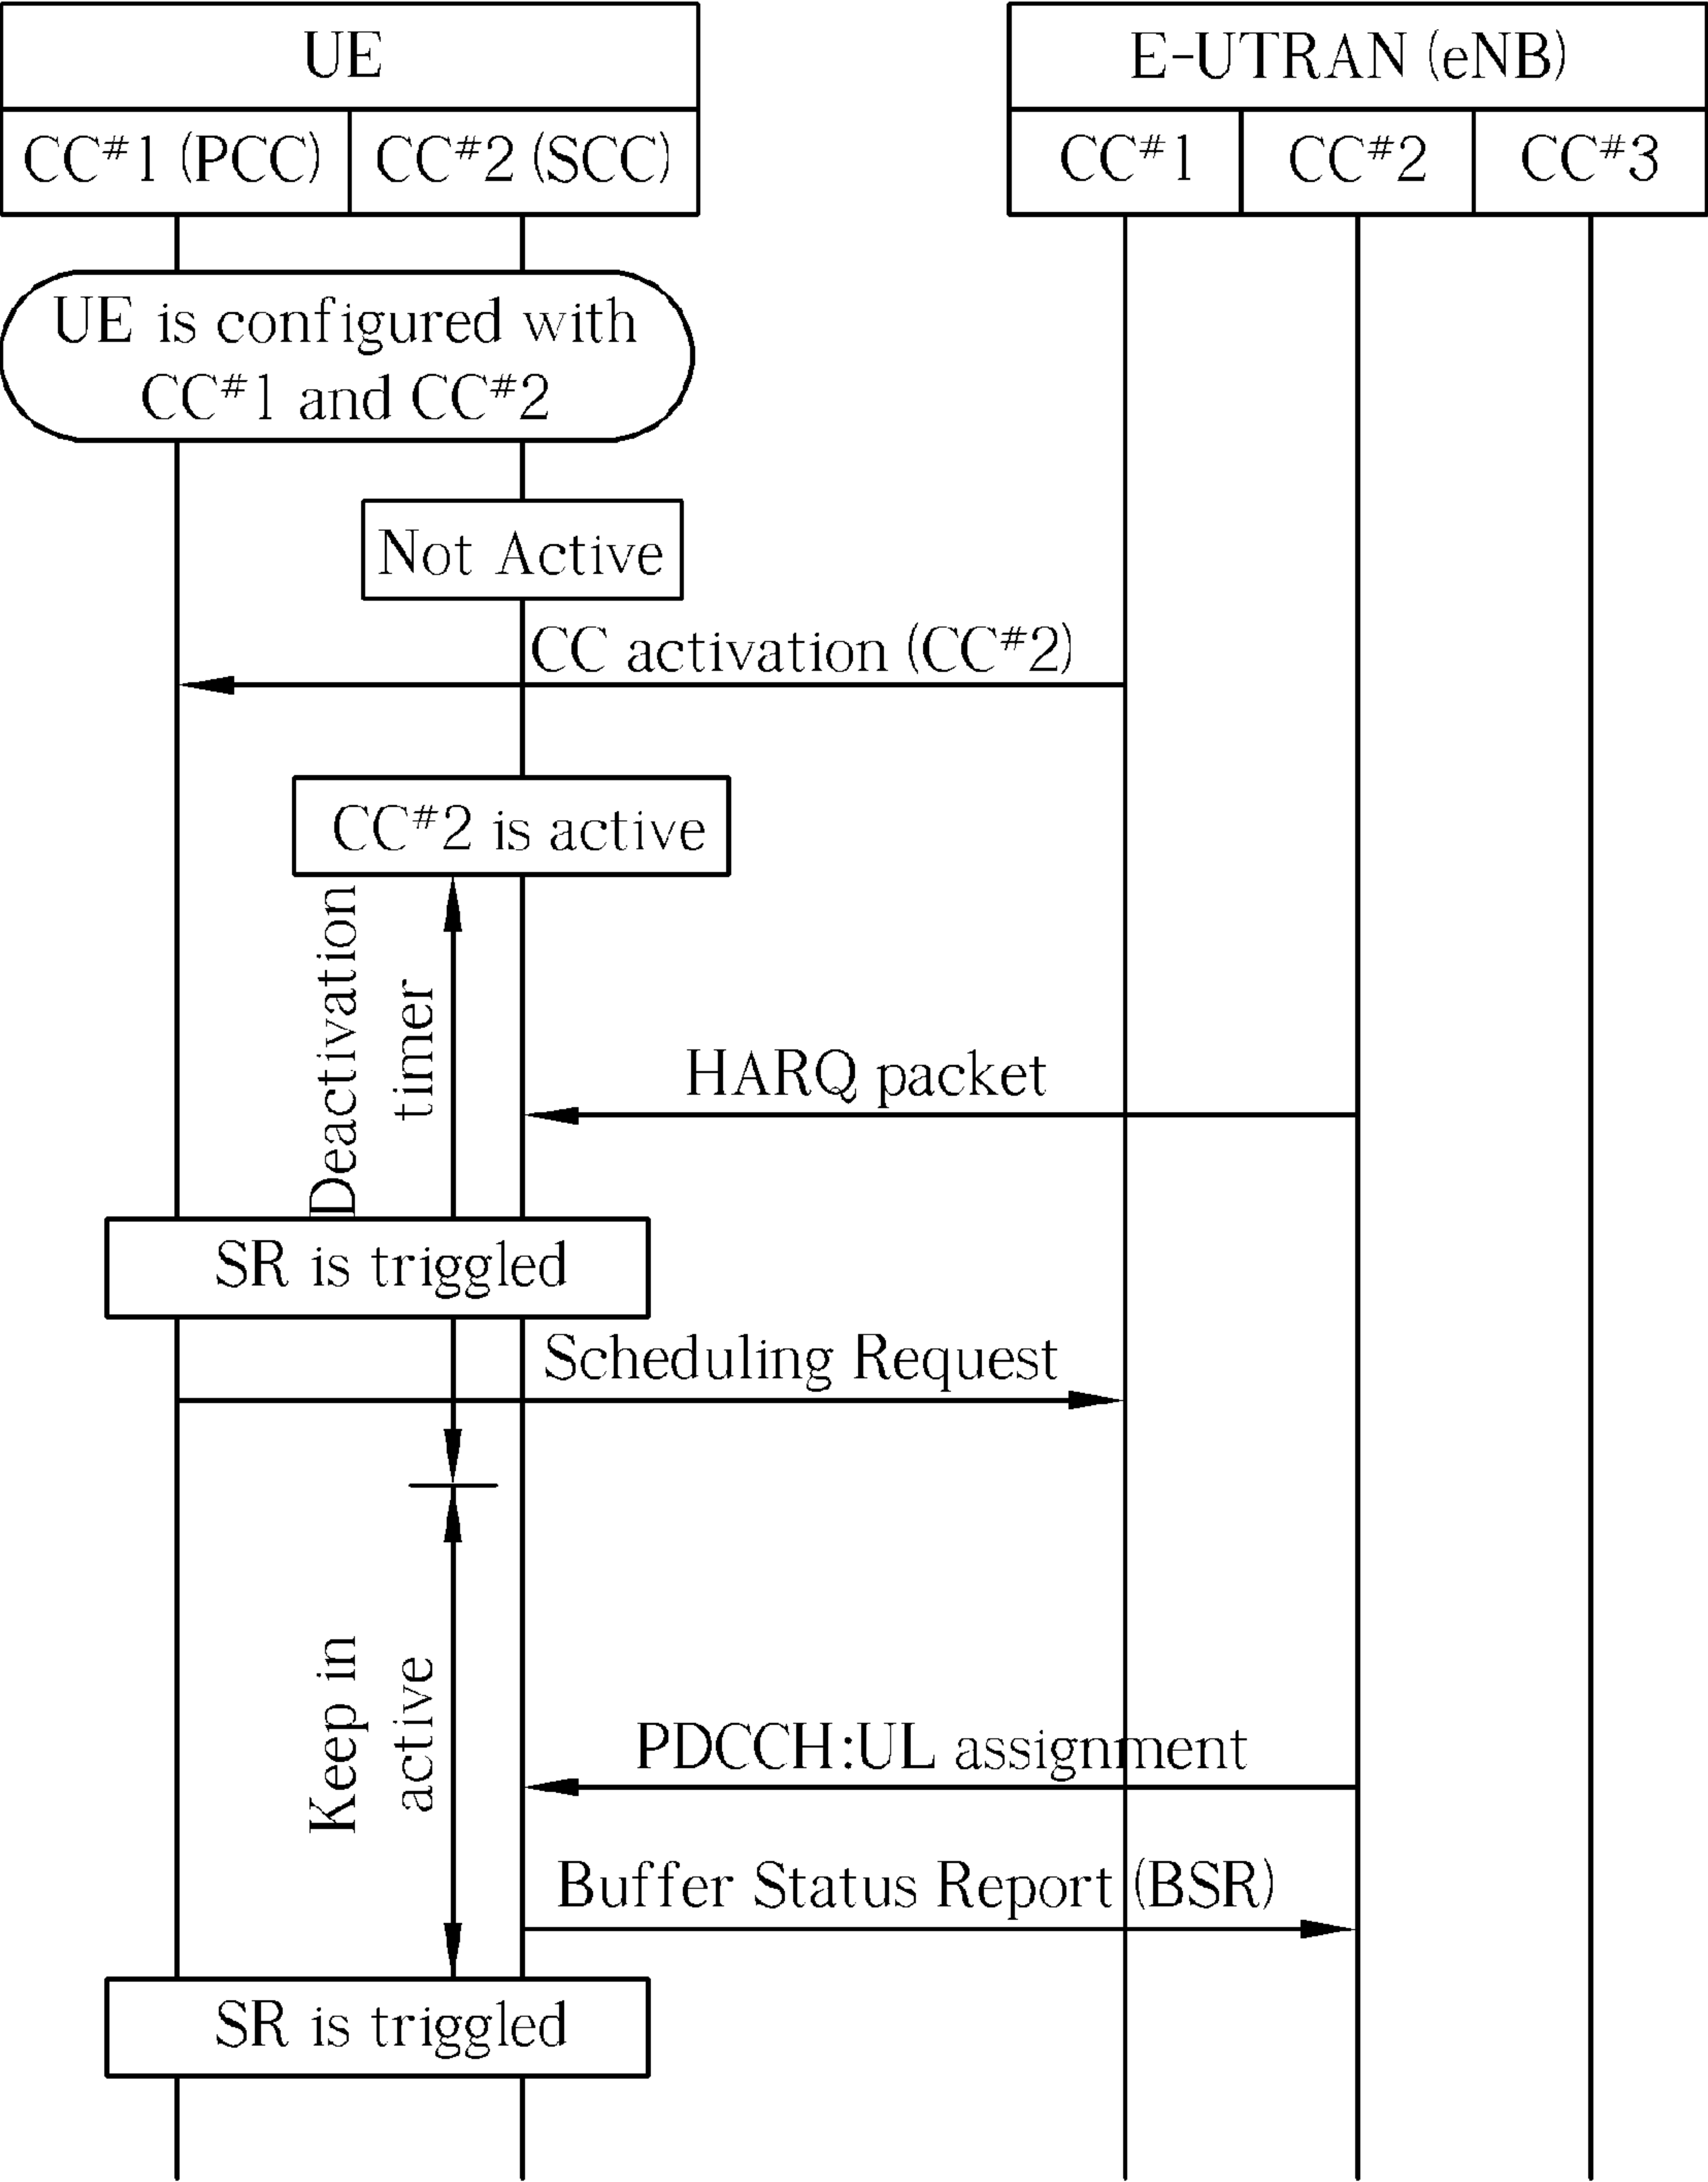 UE
E-UTRAN (eNB)
CC#1 (PCC)
CC#2 (SCC)
CC#1
CC#2
CC#3
UE is configured with
CC#1 and CC#2
Not Active
CC activation (CC#2)
CC#2 is active
Deactivation
timer
HARQ packet
SR is triggled
Scheduling Request
Keep in
active
PDCCH:UL assignment
Buffer Status Report (BSR)
SR is triggled